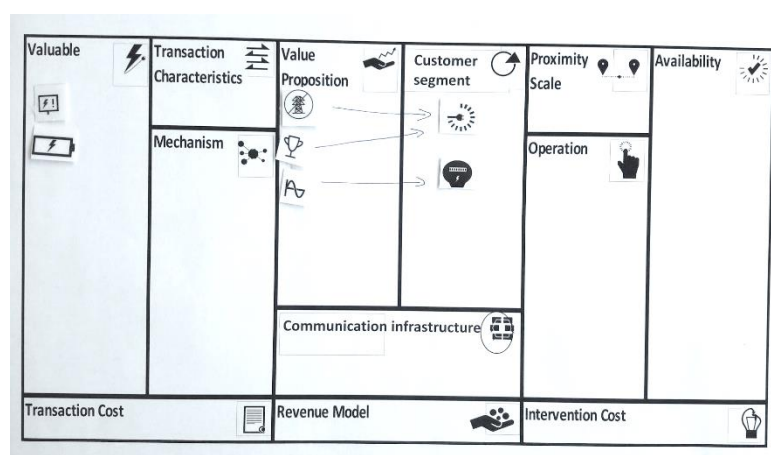 Valuable
Transaction
Characteristics
Value
Proposition
Customer
segment
Proximity
Scale
Availability
Mechanism
Operation
Communication infrastructure
Transaction Cost
Revenue Model
Intervention Cost